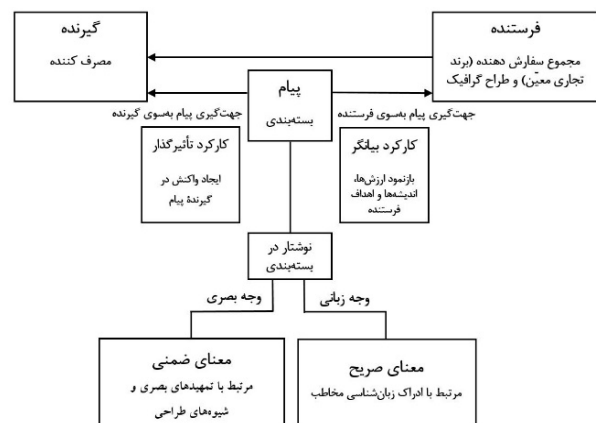 فرستنده
مجموع سفارش دهنده (برند
تجاری معیّن) و طراح گرافیک
گیرنده
مصرف کننده
پیام
بسته‌بندی
جهت‌گیری پیام به‌سوی فرستنده
جهت‌گیری پیام به‌سوی گیرنده
کارکرد بیانگر
بازنمود ارزش‌ها،
اندیشه‌ها و اهداف
فرستنده
کارکرد تأثیرگذار
ایجاد واکنش در
گیرندهٔ پیام
نوشتار در
بسته‌بندی
وجه زبانی
وجه بصری
معنای صریح
مرتبط با ادراک زبان‌شناسی مخاطب
معنای ضمنی
مرتبط با تمهیدهای بصری و
شیوه‌های طراحی